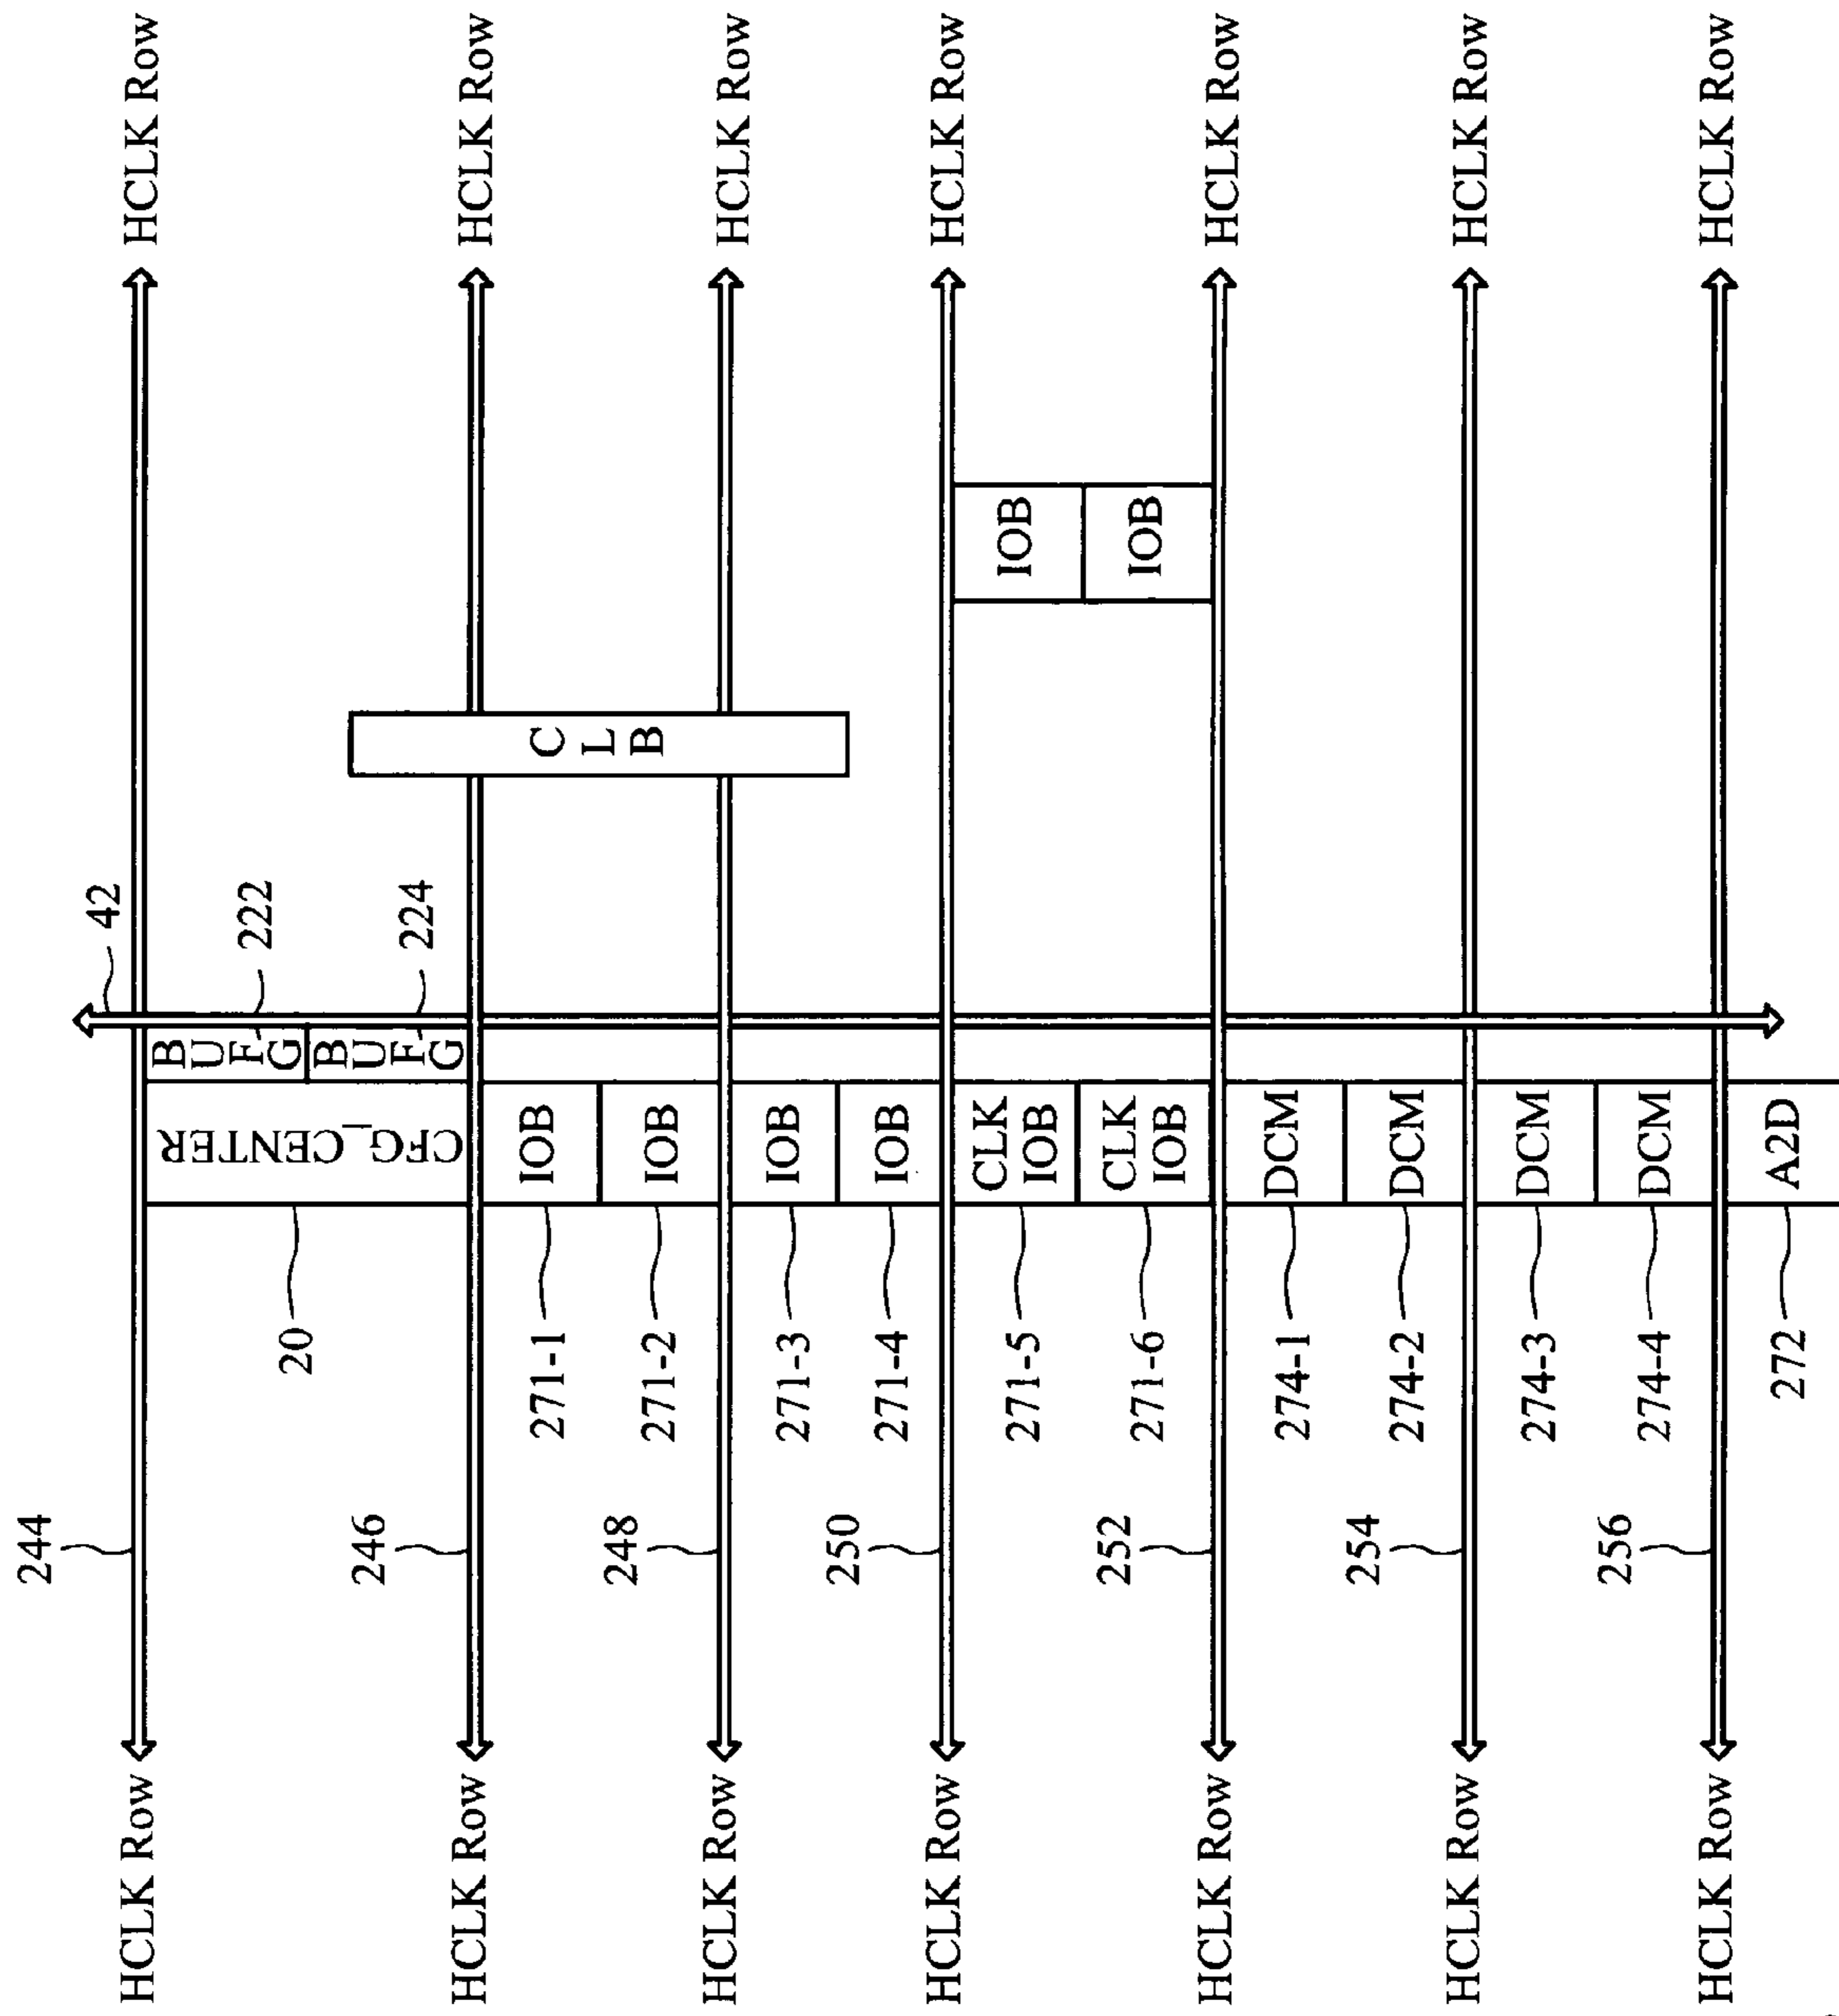 HCLK Row
HCLK Row
HCLK Row
HCLK Row
HCLK Row
HCLK Row
HCLK Row
42
222
224
BUFG
BUFG
CLB
IOB
IOB
CFG_CENTER
IOB
IOB
IOB
IOB
CLK
IOB
CLK
IOB
DCM
DCM
DCM
DCM
A2D
20
271-1
271-2
271-3
271-4
271-5
271-6
274-1
274-2
274-3
274-4
272
244
246
248
250
252
254
256
HCLK Row
HCLK Row
HCLK Row
HCLK Row
HCLK Row
HCLK Row
HCLK Row